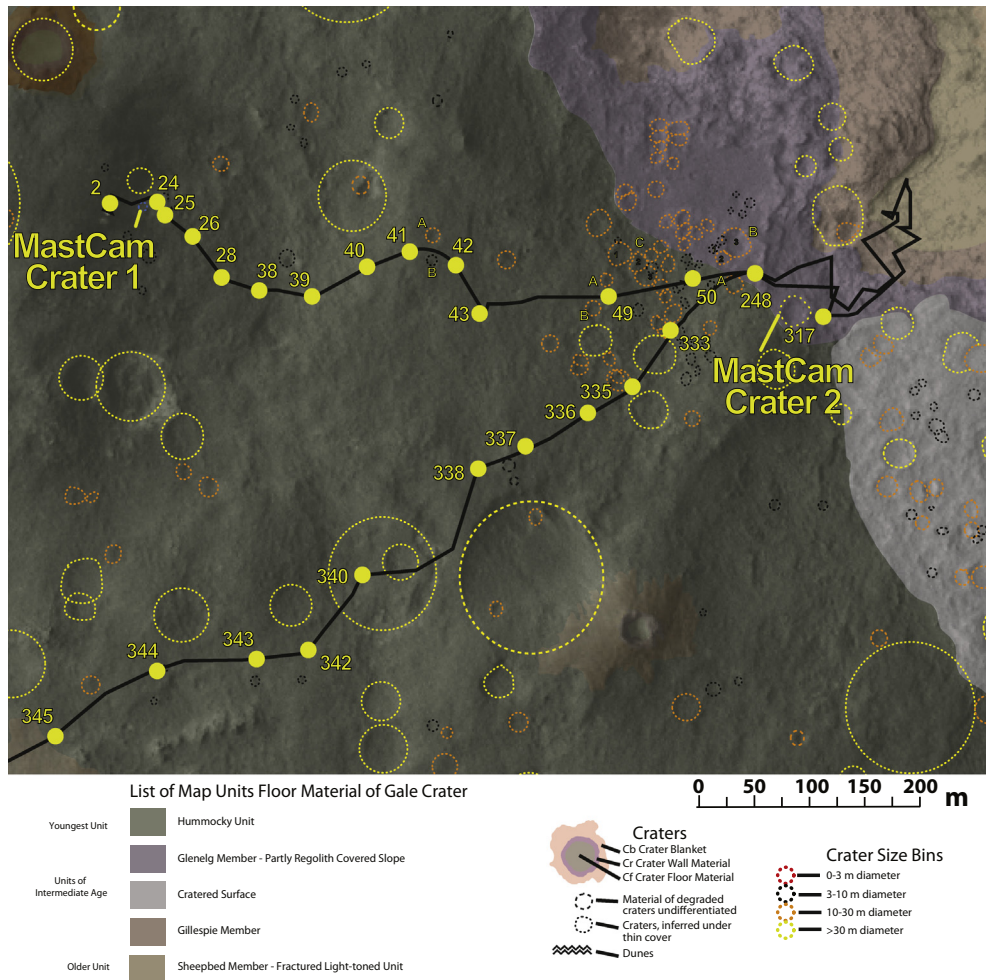 2
24
25
26
28
38
39
40
41
A
B
42
43
A
B
49
C
50
A
B
248
317
333
335
336
337
338
340
342
343
344
345
MastCam
Crater 1
MastCam
Crater 2
List of Map Units Floor Material of Gale Crater
Youngest Unit
Hummocky Unit
Glenelg Member - Partly Regolith Covered Slope
Units of
Intermediate Age
Cratered Surface
Gillespie Member
Older Unit
Sheepbed Member - Fractured Light-toned Unit
0 50 100 150 200 m
Craters
Cb Crater Blanket
Cr Crater Wall Material
Cf Crater Floor Material
Material of degraded
craters undifferentiated
Craters, inferred under
thin cover
Dunes
Crater Size Bins
0-3 m diameter
3-10 m diameter
10-30 m diameter
>30 m diameter